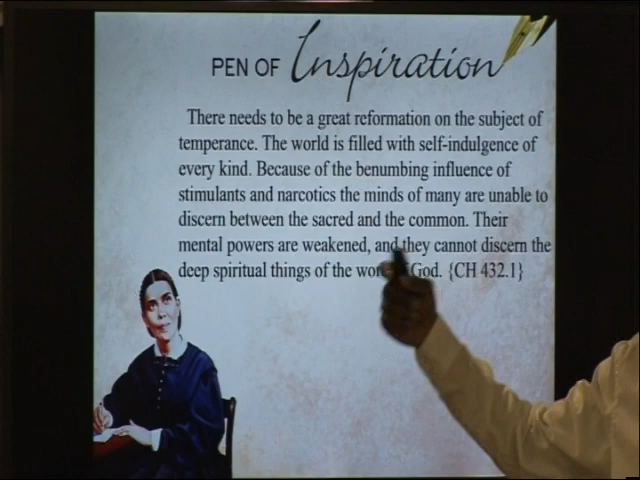 PEN OF Inspiration
There needs to be a great reformation on the subject of
temperance. The world is filled with self-indulgence of
every kind. Because of the benumbing influence of
stimulants and narcotics the minds of many are unable to
discern between the sacred and the common. Their
mental powers are weakened, and they cannot discern the
deep spiritual things of the God. {CH 432.1}